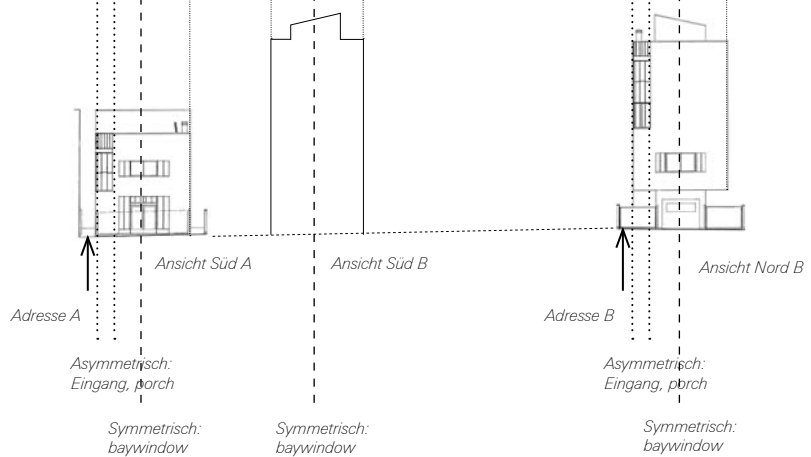 Ansicht Süd A
Ansicht Süd B
Ansicht Nord B
Adresse A
Adresse B
Asymmetrisch:
Eingang, porch
Asymmetrisch:
Eingang, porch
Symmetrisch:
baywindow
Symmetrisch:
baywindow
Symmetrisch:
baywindow